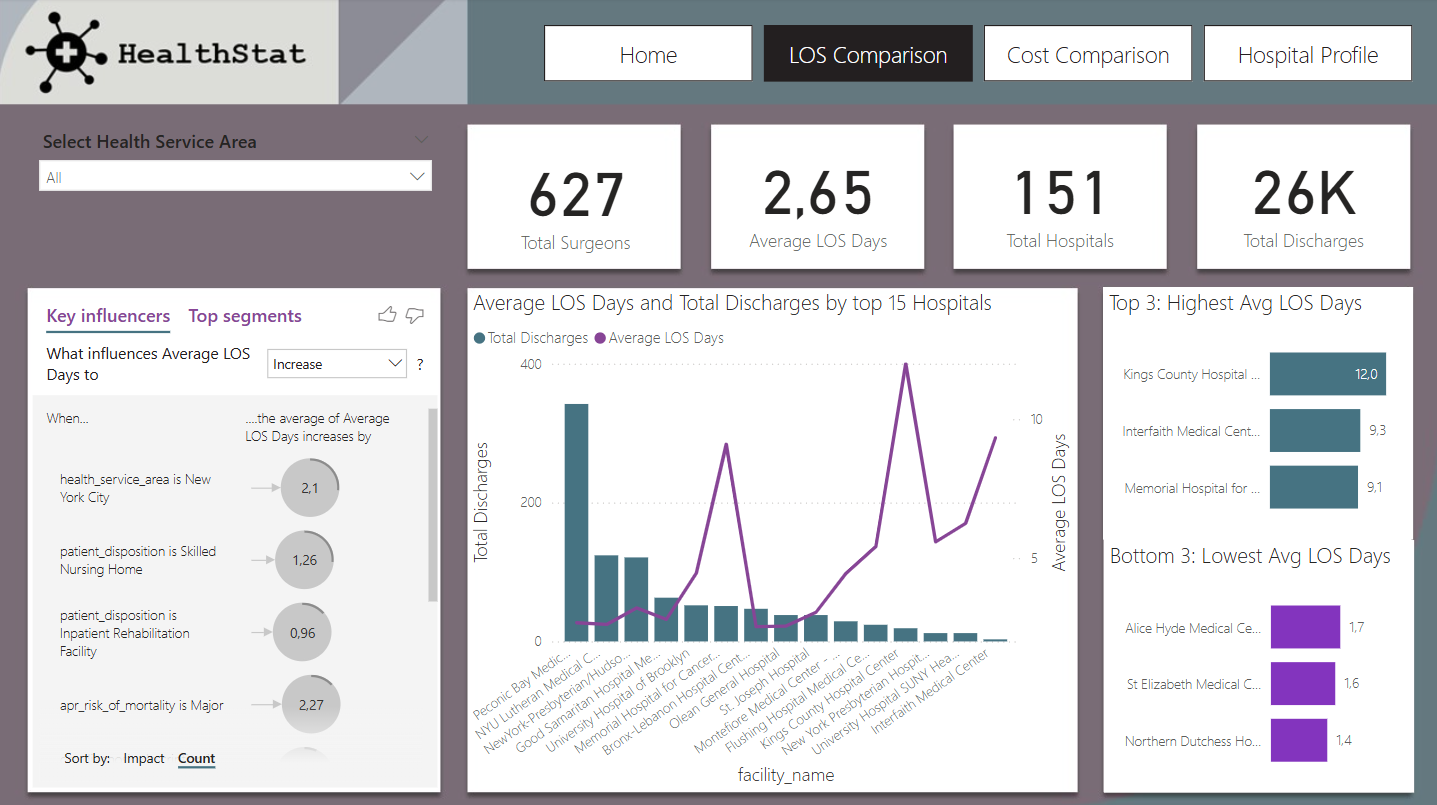 HealthStat
Home
LOS Comparison
Cost Comparison
Hospital Profile
Select Health Service Area
All
627
Total Surgeons
2,65
Average LOS Days
151
Total Hospitals
26K
Total Discharges
Key influencers
Top segments
What influences Average LOS
Days to
Increase
?
When...
....the average of Average
LOS Days increases by
health_service_area is New
York City
2,1
patient_disposition is Skilled
Nursing Home
1,26
patient_disposition is
Inpatient Rehabilitation
Facility
0,96
apr_risk_of_mortality is Major
2,27
Sort by:
Impact
Count
Average LOS Days and Total Discharges by top 15 Hospitals
Total Discharges
Average LOS Days
Total Discharges
400
200
0
10
5
Average LOS Days
Peconic Bay Medic...
NYU Lutheran Medical C...
NewYork-Presbyterian/Hudso...
Good Samaritan Hospital Me...
University Hospital of Brooklyn
Memorial Hospital for Cancer...
Bronx-Lebanon Hospital Cent...
Olean General Hospital
St. Joseph Hospital
Montefiore Medical Center - ...
Flushing Hospital Medical Ce...
Kings County Hospital Center
New York Presbyterian Hospit...
University Hospital SUNY Hea...
Interfaith Medical Center
facility_name
Top 3: Highest Avg LOS Days
Kings County Hospital ...
12,0
Interfaith Medical Cent...
9,3
Memorial Hospital for ...
9,1
Bottom 3: Lowest Avg LOS Days
Alice Hyde Medical Ce...
1,7
St Elizabeth Medical C...
1,6
Northern Dutchess Ho...
1,4